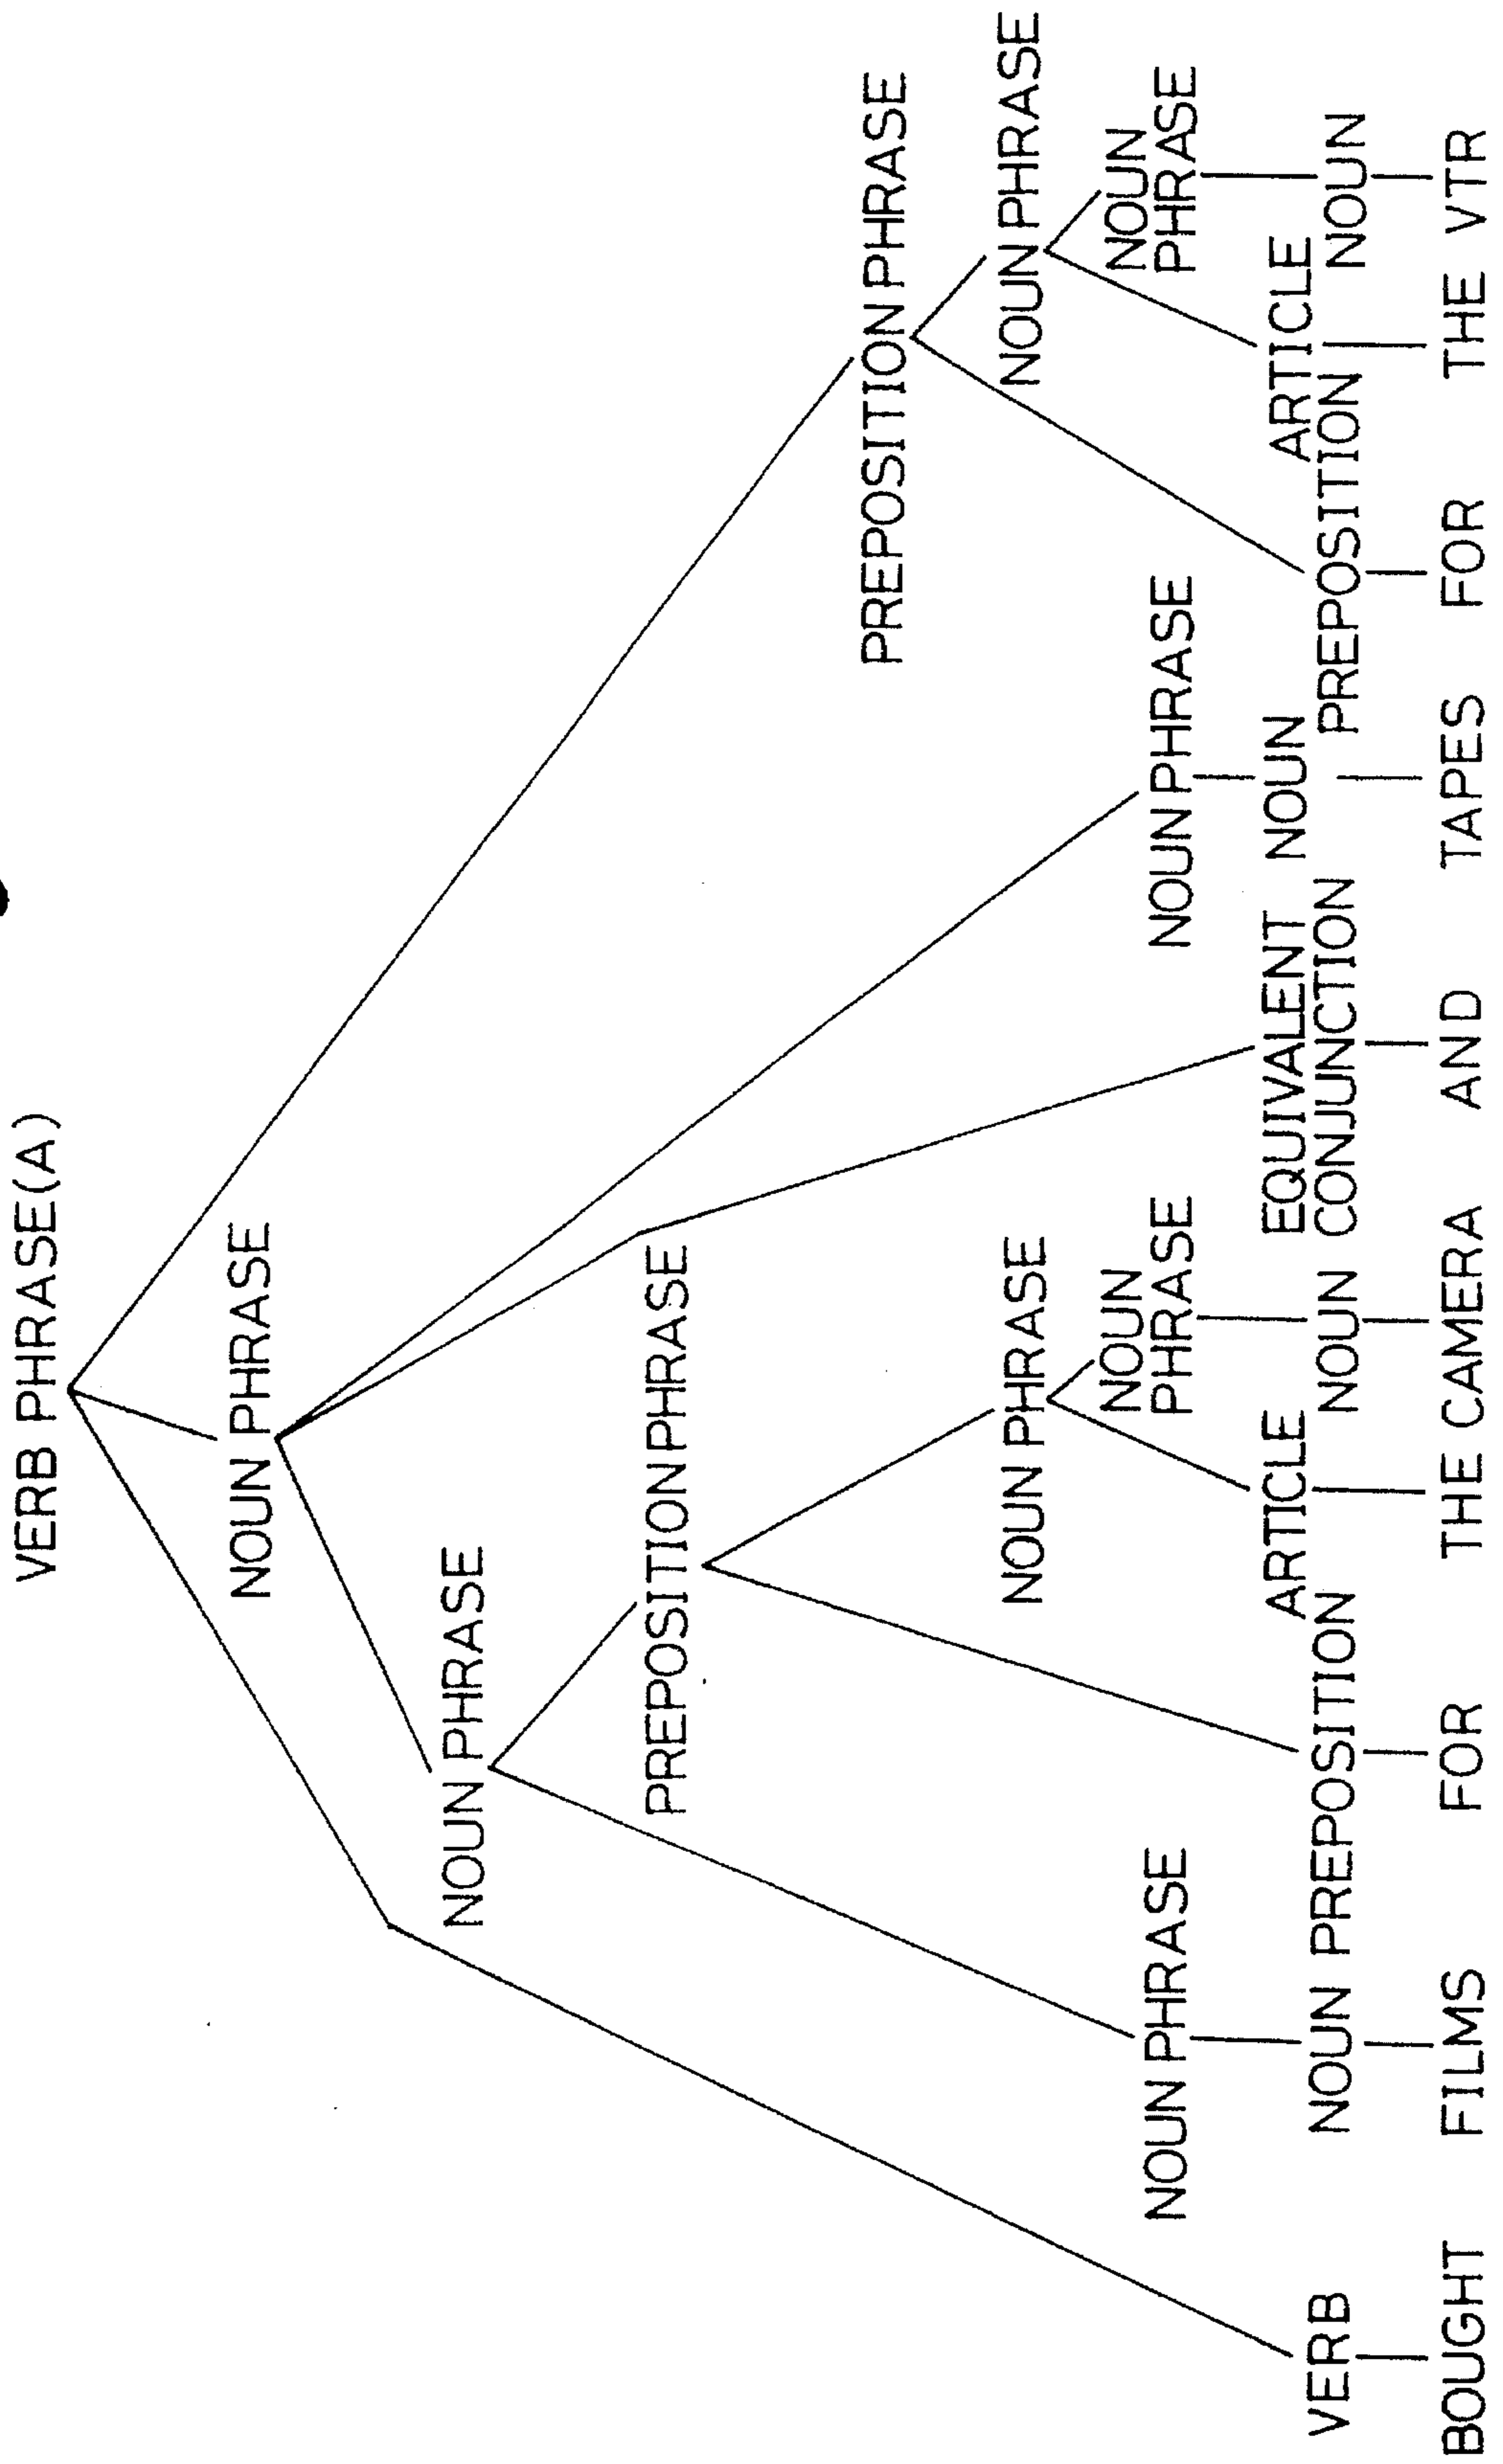 VERB PHRASE(A)
NOUN PHRASE
NOUN PHRASE
PREPOSITION PHRASE
PREPOSITION PHRASE
NOUN PHRASE
NOUN PHRASE
NOUN PHRASE
NOUN
PHRASE
NOUN PHRASE
NOUN
PHRASE
VERB
NOUN
PREPOSITION
ARTICLE
NOUN
EQUIVALENT
CONJUNCTION
NOUN
PREPOSITION
ARTICLE
NOUN
BOUGHT FILMS FOR THE CAMERA AND TAPES FOR THE VTR